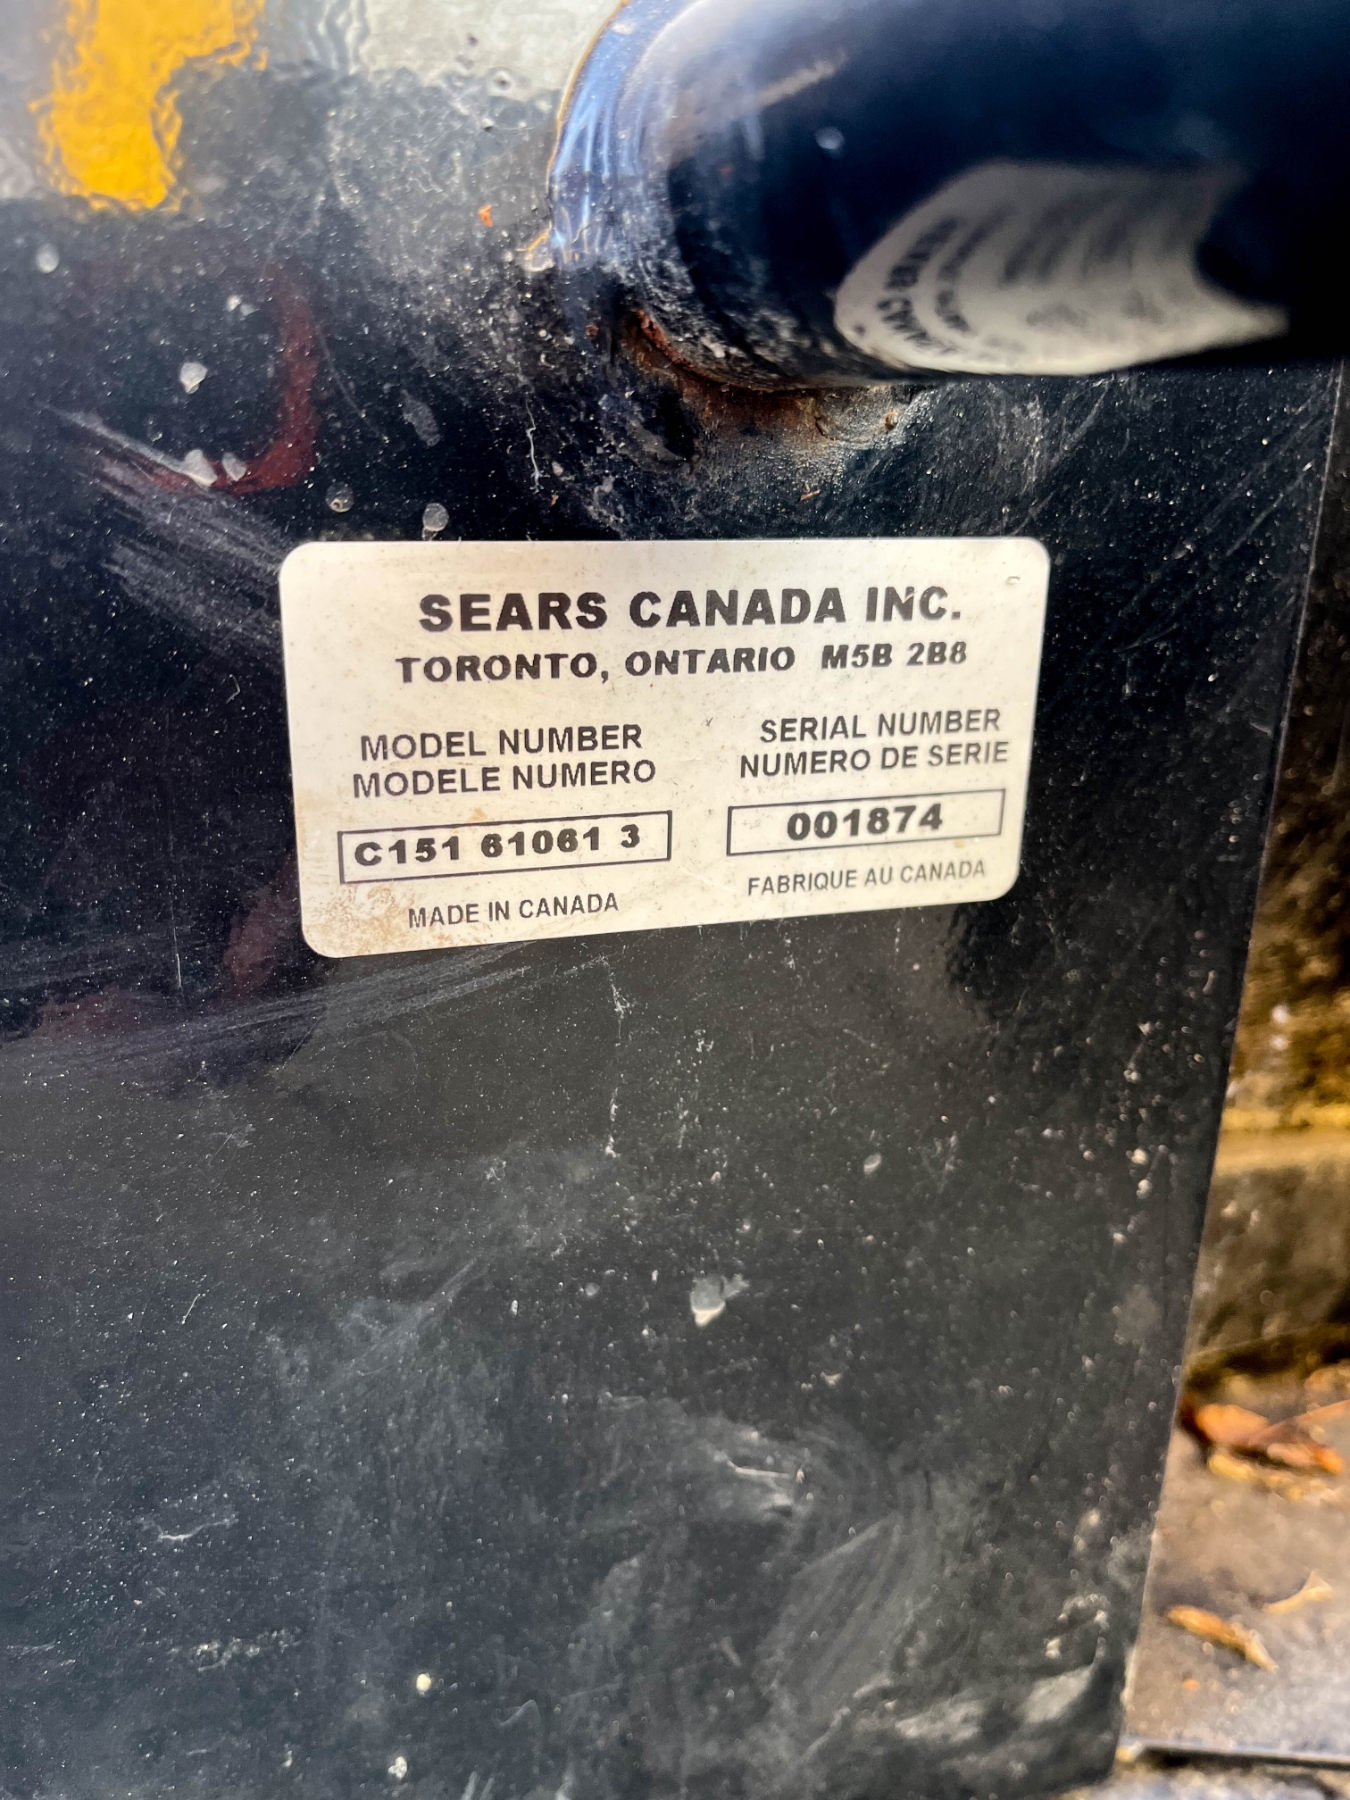 SEARS CANADA INC.
TORONTO, ONTARIO M5B 2B8
MODEL NUMBER
MODELE NUMERO
C151 61061 3
MADE IN CANADA
SERIAL NUMBER
NUMERO DE SERIE
001874
FABRIQUE AU CANADA